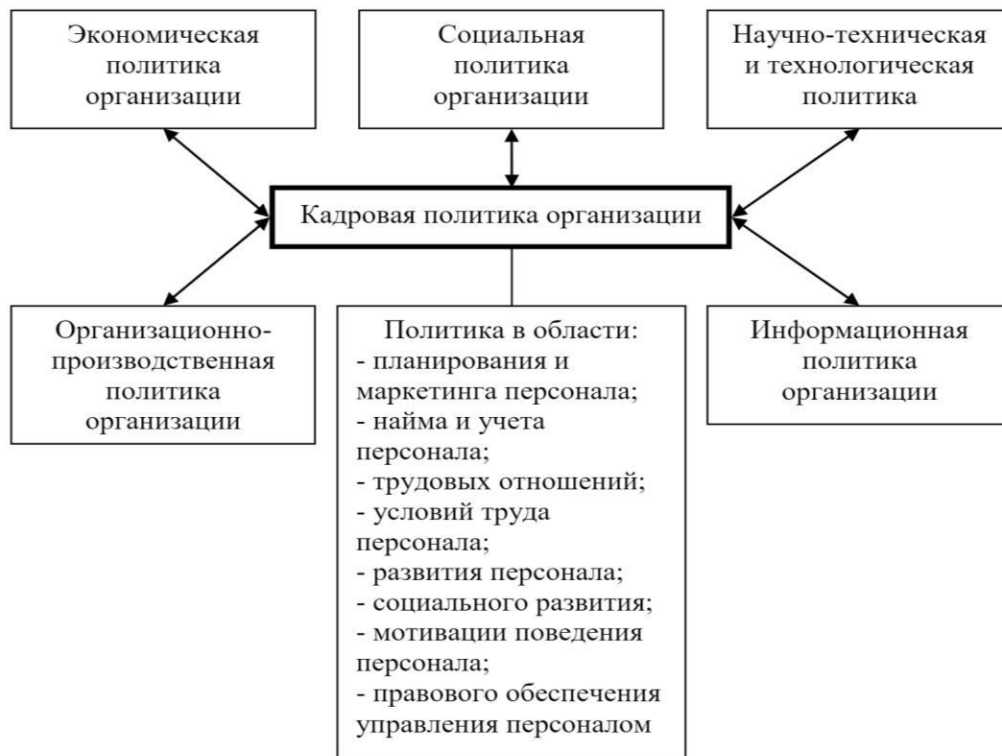 Экономическая
политика
организации
Социальная
политика
организации
Научно-техническая
и технологическая
политика
Кадровая политика организации
Организационно-
производственная
политика
организации
Политика в области:
- планирования и
маркетинга персонала;
- найма и учета
персонала;
- трудовых отношений;
- условий труда
персонала;
- развития персонала;
- социального развития;
- мотивации поведения
персонала;
- правового обеспечения
управления персоналом
Информационная
политика
организации